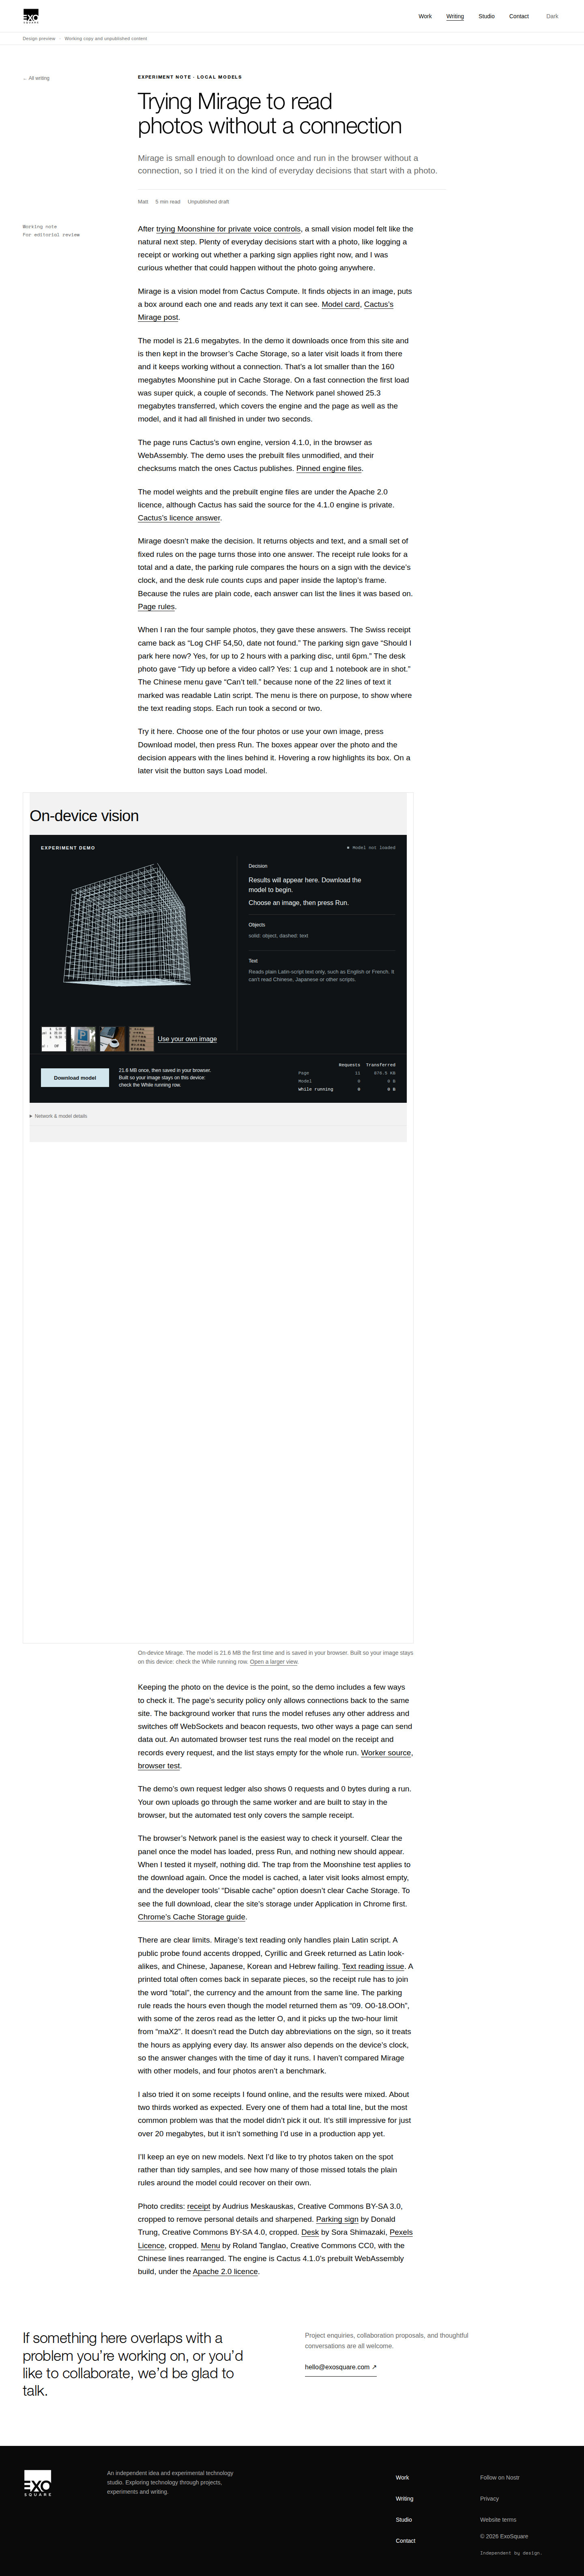 EXO
SQUARE
Work
Writing
Studio
Contact
Dark
Design preview · Working copy and unpublished content
← All writing
EXPERIMENT NOTE · LOCAL MODELS
Trying Mirage to read
photos without a connection
Mirage is small enough to download once and run in the browser without a
connection, so I tried it on the kind of everyday decisions that start with a photo.
Matt
5 min read
Unpublished draft
Working note
For editorial review
After trying Moonshine for private voice controls, a small vision model felt like the
natural next step. Plenty of everyday decisions start with a photo, like logging a
receipt or working out whether a parking sign applies right now, and I was
curious whether that could happen without the photo going anywhere.
Mirage is a vision model from Cactus Compute. It finds objects in an image, puts
a box around each one and reads any text it can see. Model card, Cactus’s
Mirage post.
The model is 21.6 megabytes. In the demo it downloads once from this site and
is then kept in the browser’s Cache Storage, so a later visit loads it from there
and it keeps working without a connection. That’s a lot smaller than the 160
megabytes Moonshine put in Cache Storage. On a fast connection the first load
was super quick, a couple of seconds. The Network panel showed 25.3
megabytes transferred, which covers the engine and the page as well as the
model, and it had all finished in under two seconds.
The page runs Cactus’s own engine, version 4.1.0, in the browser as
WebAssembly. The demo uses the prebuilt files unmodified, and their
checksums match the ones Cactus publishes. Pinned engine files.
The model weights and the prebuilt engine files are under the Apache 2.0
licence, although Cactus has said the source for the 4.1.0 engine is private.
Cactus’s licence answer.
Mirage doesn’t make the decision. It returns objects and text, and a small set of
fixed rules on the page turns those into one answer. The receipt rule looks for a
total and a date, the parking rule compares the hours on a sign with the device’s
clock, and the desk rule counts cups and paper inside the laptop’s frame.
Because the rules are plain code, each answer can list the lines it was based on.
Page rules.
When I ran the four sample photos, they gave these answers. The Swiss receipt
came back as “Log CHF 54,50, date not found.” The parking sign gave “Should I
park here now? Yes, for up to 2 hours with a parking disc, until 6pm.” The desk
photo gave “Tidy up before a video call? Yes: 1 cup and 1 notebook are in shot.”
The Chinese menu gave “Can’t tell.” because none of the 22 lines of text it
marked was readable Latin script. The menu is there on purpose, to show where
the text reading stops. Each run took a second or two.
Try it here. Choose one of the four photos or use your own image, press
Download model, then press Run. The boxes appear over the photo and the
decision appears with the lines behind it. Hovering a row highlights its box. On a
later visit the button says Load model.
On-device vision
EXPERIMENT DEMO
Model not loaded
Decision
Results will appear here. Download the
model to begin.
Choose an image, then press Run.
Objects
solid: object, dashed: text
Text
Reads plain Latin-script text only, such as English or French. It
can’t read Chinese, Japanese or other scripts.
P
Use your own image
Download model
21.6 MB once, then saved in your browser.
Built so your image stays on this device:
check the While running row.
Requests Transferred
Page 11 876.5 KB
Model 0 0 B
While running 0 0 B
Network & model details
On-device Mirage. The model is 21.6 MB the first time and is saved in your browser. Built so your image stays
on this device: check the While running row. Open a larger view.
Keeping the photo on the device is the point, so the demo includes a few ways
to check it. The page’s security policy only allows connections back to the same
site. The background worker that runs the model refuses any other address and
switches off WebSockets and beacon requests, two other ways a page can send
data out. An automated browser test runs the real model on the receipt and
records every request, and the list stays empty for the whole run. Worker source,
browser test.
The demo’s own request ledger also shows 0 requests and 0 bytes during a run.
Your own uploads go through the same worker and are built to stay in the
browser, but the automated test only covers the sample receipt.
The browser’s Network panel is the easiest way to check it yourself. Clear the
panel once the model has loaded, press Run, and nothing new should appear.
When I tested it myself, nothing did. The trap from the Moonshine test applies to
the download again. Once the model is cached, a later visit looks almost empty,
and the developer tools’ “Disable cache” option doesn’t clear Cache Storage. To
see the full download, clear the site’s storage under Application in Chrome first.
Chrome’s Cache Storage guide.
There are clear limits. Mirage’s text reading only handles plain Latin script. A
public probe found accents dropped, Cyrillic and Greek returned as Latin look-
alikes, and Chinese, Japanese, Korean and Hebrew failing. Text reading issue. A
printed total often comes back in separate pieces, so the receipt rule has to join
the word “total”, the currency and the amount from the same line. The parking
rule reads the hours even though the model returned them as “09. O0-18.OOh”,
with some of the zeros read as the letter O, and it picks up the two-hour limit
from “maX2”. It doesn’t read the Dutch day abbreviations on the sign, so it treats
the hours as applying every day. Its answer also depends on the device’s clock,
so the answer changes with the time of day it runs. I haven’t compared Mirage
with other models, and four photos aren’t a benchmark.
I also tried it on some receipts I found online, and the results were mixed. About
two thirds worked as expected. Every one of them had a total line, but the most
common problem was that the model didn’t pick it out. It’s still impressive for just
over 20 megabytes, but it isn’t something I’d use in a production app yet.
I’ll keep an eye on new models. Next I’d like to try photos taken on the spot
rather than tidy samples, and see how many of those missed totals the plain
rules around the model could recover on their own.
Photo credits: receipt by Audrius Meskauskas, Creative Commons BY-SA 3.0,
cropped to remove personal details and sharpened. Parking sign by Donald
Trung, Creative Commons BY-SA 4.0, cropped. Desk by Sora Shimazaki, Pexels
Licence, cropped. Menu by Roland Tanglao, Creative Commons CC0, with the
Chinese lines rearranged. The engine is Cactus 4.1.0’s prebuilt WebAssembly
build, under the Apache 2.0 licence.
If something here overlaps with a
problem you’re working on, or you’d
like to collaborate, we’d be glad to
talk.
Project enquiries, collaboration proposals, and thoughtful
conversations are all welcome.
hello@exosquare.com ↗
EXO
SQUARE
An independent idea and experimental technology
studio. Exploring technology through projects,
experiments and writing.
Work
Writing
Studio
Contact
Follow on Nostr
Privacy
Website terms
© 2026 ExoSquare
Independent by design.